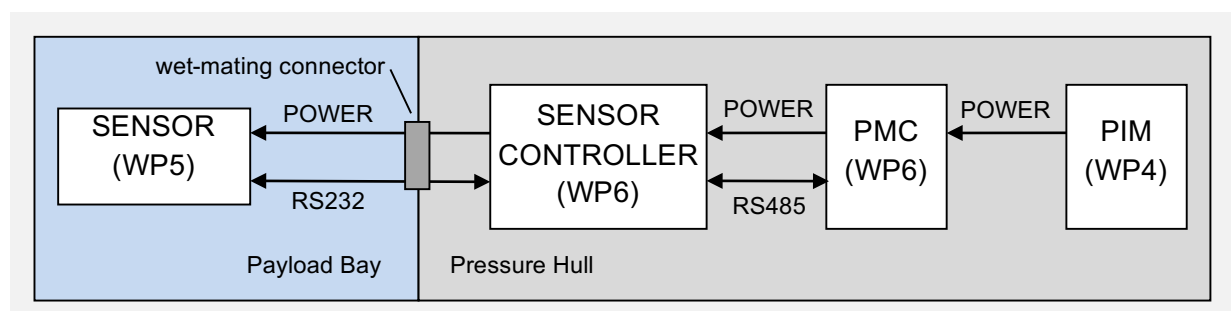 wet-mating connector
POWER
SENSOR
(WP5)
RS232
SENSOR
CONTROLLER
(WP6)
POWER
RS485
PMC
(WP6)
POWER
PIM
(WP4)
Payload Bay
Pressure Hull